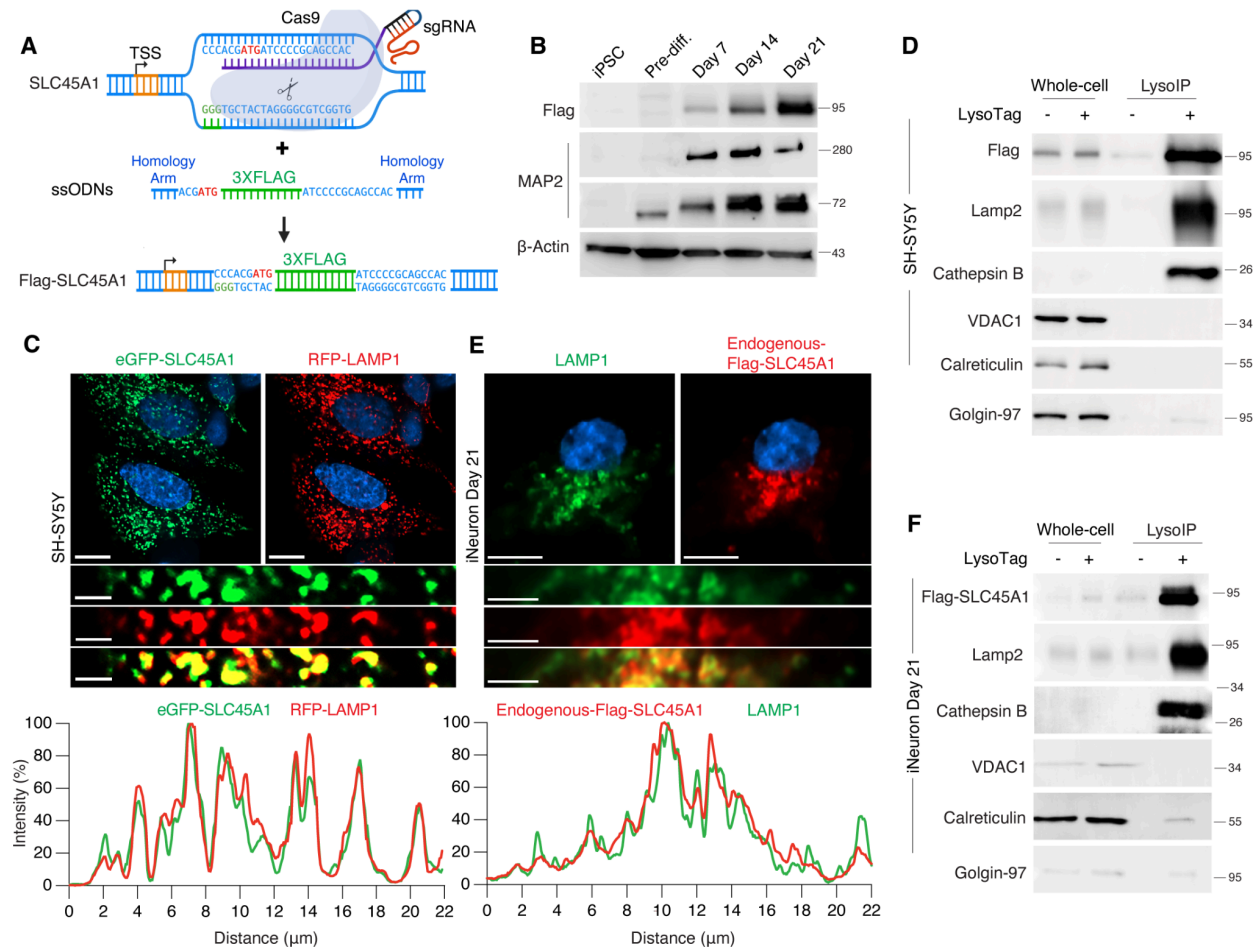 A
Cas9
sgRNA
TSS
CCCACGATGATCCCCGCAGCCAC
SLC45A1
GGGTGCTACTAGGGGCGTCGGTG
+
Homology
Arm
Homology
Arm
3XFLAG
ssODNs
ACGATG
ATCCCCGCAGCCAC
3XFLAG
Flag-SLC45A1
CCCACGATG
ATCCCCGCAGCCAC
GGGTGCTAC
TAGGGGCGTCGGTG
B
iPSC
Pre-diff.
Day 7
Day 14
Day 21
Flag
95
280
MAP2
72
β-Actin
43
C
eGFP-SLC45A1
RFP-LAMP1
SH-SY5Y
eGFP-SLC45A1 RFP-LAMP1
Intensity (%)
100
80
60
40
20
0
0 2 4 6 8 10 12 14 16 18 20 22
Distance (μm)
D
Whole-cell
LysoIP
LysoTag
- + - +
SH-SY5Y
Flag
95
Lamp2
95
Cathepsin B
26
VDAC1
34
Calreticulin
55
Golgin-97
95
E
LAMP1
Endogenous-
Flag-SLC45A1
iNeuron Day 21
Endogenous-Flag-SLC45A1 LAMP1
100
80
60
40
20
0
0 2 4 6 8 10 12 14 16 18 20 22
Distance (μm)
F
Whole-cell
LysoIP
LysoTag
- + - +
iNeuron Day 21
Flag-SLC45A1
95
Lamp2
95
34
Cathepsin B
26
VDAC1
34
Calreticulin
55
Golgin-97
95